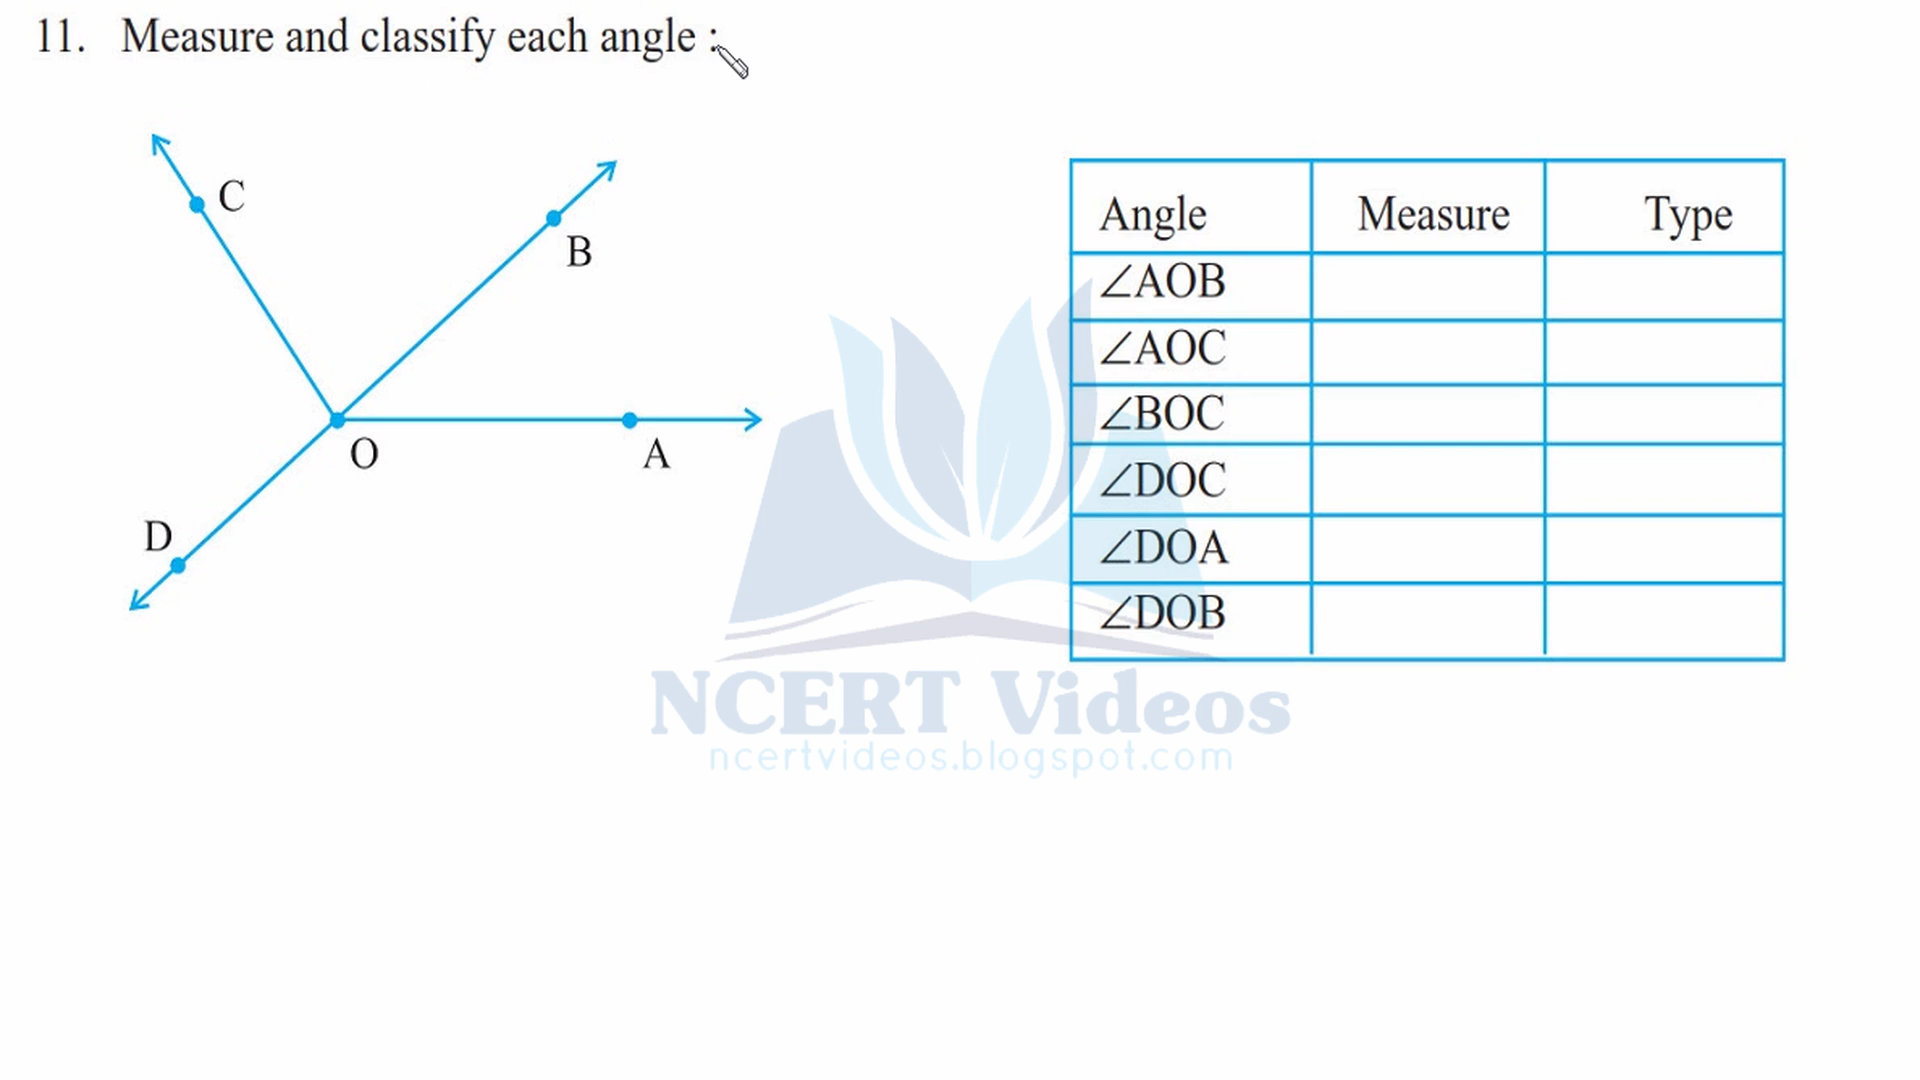 11. Measure and classify each angle :
C
B
O
A
D
Angle Measure Type
∠AOB
∠AOC
∠BOC
∠DOC
∠DOA
∠DOB
NCERT Videos
ncertvideos.blogspot.com